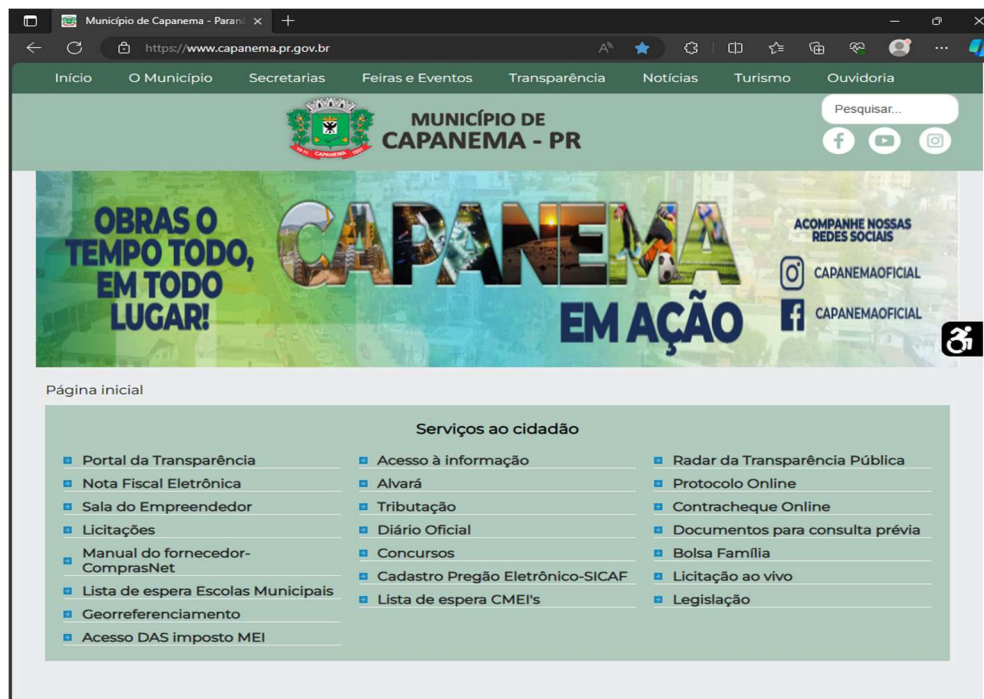 Município de Capanema - Paraná
https://www.capanema.pr.gov.br
Início O Município Secretarias Feiras e Eventos Transparência Notícias Turismo Ouvidoria
MUNICÍPIO DE
CAPANEMA - PR
Pesquisar...
CAPANEMA
OBRAS O
TEMPO TODO,
EM TODO
LUGAR!
CAPANEMA
EM AÇÃO
ACOMPANHE NOSSAS
REDES SOCIAIS
CAPANEMAOFICIAL
CAPANEMAOFICIAL
Página inicial
Serviços ao cidadão
Portal da Transparência
Nota Fiscal Eletrônica
Sala do Empreendedor
Licitações
Manual do fornecedor-
ComprasNet
Lista de espera Escolas Municipais
Georreferenciamento
Acesso DAS imposto MEI
Acesso à informação
Alvará
Tributação
Diário Oficial
Concursos
Cadastro Pregão Eletrônico-SICAF
Lista de espera CMEI's
Radar da Transparência Pública
Protocolo Online
Contracheque Online
Documentos para consulta prévia
Bolsa Família
Licitação ao vivo
Legislação